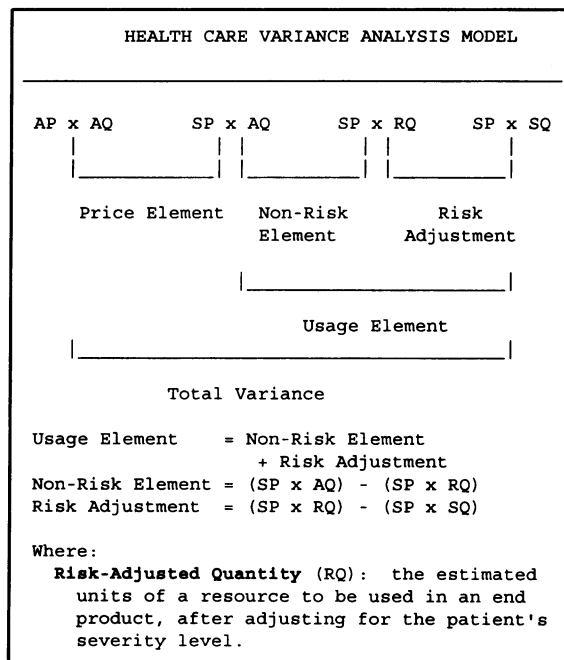 HEALTH CARE VARIANCE ANALYSIS MODEL
AP x AQ SP x AQ SP x RQ SP x SQ
Price Element Non-Risk Risk
Element Adjustment
Usage Element
Total Variance
Usage Element = Non-Risk Element
+ Risk Adjustment
Non-Risk Element = (SP x AQ) - (SP x RQ)
Risk Adjustment = (SP x RQ) - (SP x SQ)
Where:
Risk-Adjusted Quantity (RQ): the estimated
units of a resource to be used in an end
product, after adjusting for the patient's
severity level.